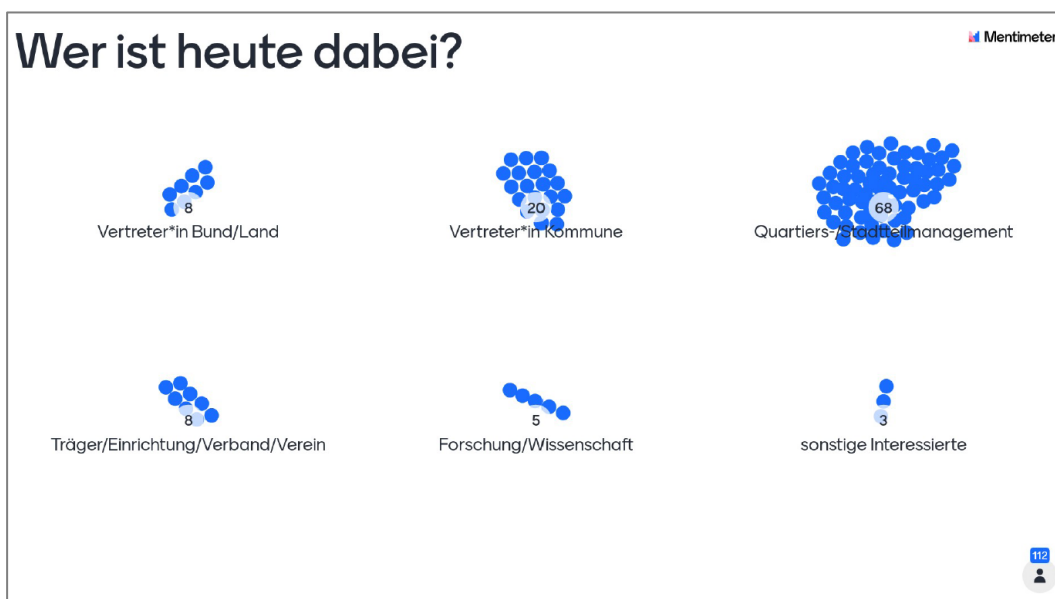 Wer ist heute dabei?
Mentimeter
8
Vertreter*in Bund/Land
20
Vertreter*in Kommune
68
Quartiers-/Stadtteilmanagement
8
Träger/Einrichtung/Verband/Verein
5
Forschung/Wissenschaft
3
sonstige Interessierte
112